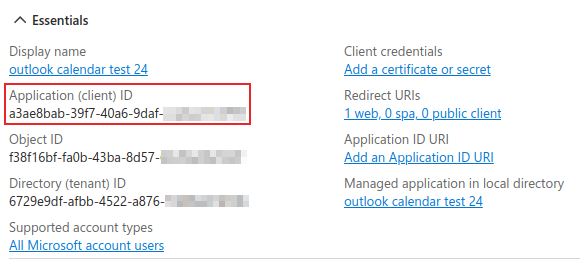 Essentials
Display name
outlook calendar test 24
Application (client) ID
a3ae8bab-39f7-40a6-9daf-
Object ID
f38f16bf-fa0b-43ba-8d57-
Directory (tenant) ID
6729e9df-afbb-4522-a876-
Supported account types
All Microsoft account users
Client credentials
Add a certificate or secret
Redirect URIs
1 web, 0 spa, 0 public client
Application ID URI
Add an Application ID URI
Managed application in local directory
outlook calendar test 24